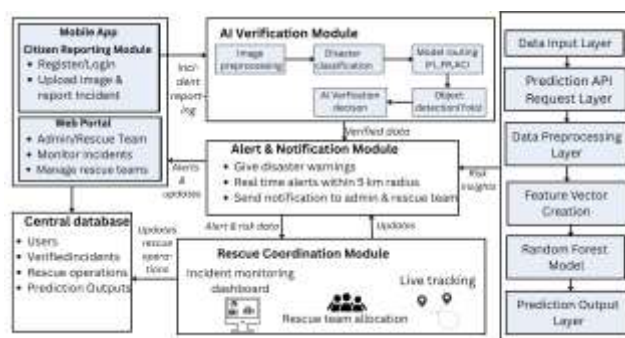 Mobile App
Citizen Reporting Module
• Register/Login
• Upload Image &
report Incident
Web Portal
• Admin/Rescue Team
• Monitor incidents
• Manage rescue teams
Inci
dent
report
ing
AI Verification Module
Image
preprocessing
Disaster
classification
Model routing
AI Verification
decison
Object
detection(Yolo)
Verified data
Alert & Notification Module
• Give disaster warnings
• Real time alerts within 5 km radius
• Send notification to admin & rescue team
Alerts
&
updates
Risk
insights
Central database
• Users
• Verifiedincidents
• Rescue operations
• Prediction Outputs
Updates
rescue
opera-
tions
Alert & risk data
Updates
Rescue Coordination Module
Incident monitoring
dashboard
Live tracking
Rescue team allocation
Data Input Layer
Prediction API
Request Layer
Data Preprocessing
Layer
Feature Vector
Creation
Random Forest
Model
Prediction Output
Layer